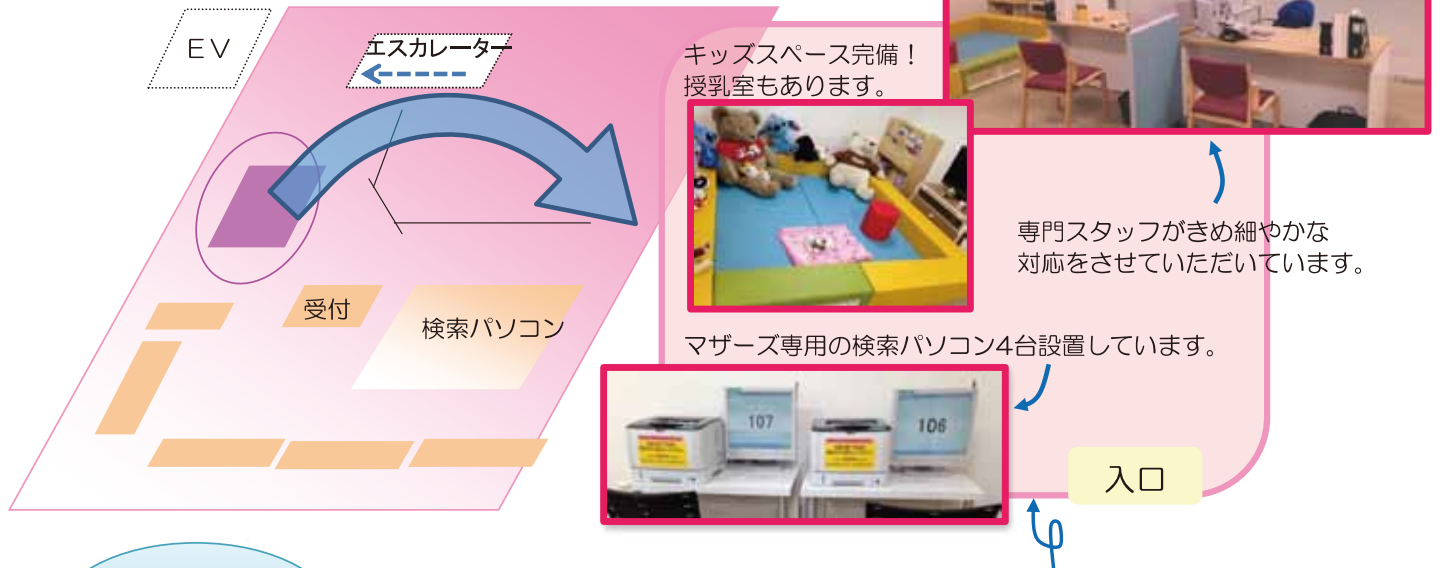 EV
エスカレーター
キッズスペース完備！
授乳室もあります。
専門スタッフがきめ細やかな
対応をさせていただいています。
受付
検索パソコン
マザーズ専用の検索パソコン4台設置しています。
107
106
入口